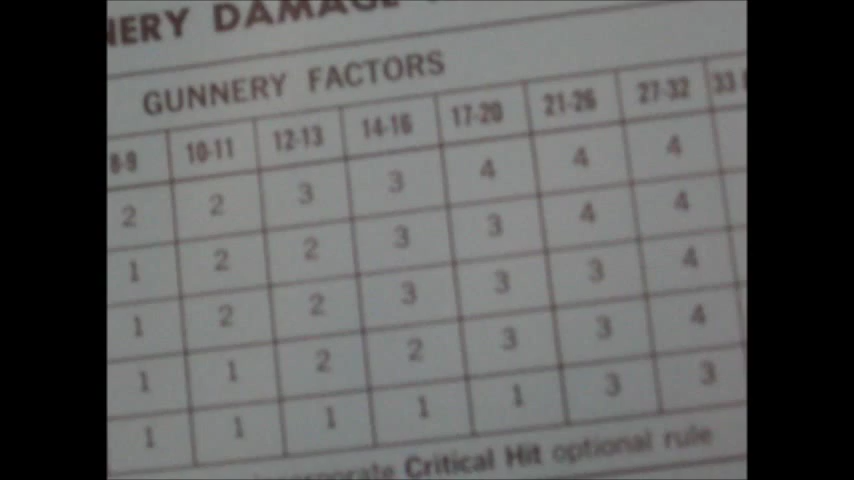 DAMAGE
GUNNERY FACTORS
8-9 10-11 12-13 14-16 17-20 21-26 27-32 33
2 2 3 3 4 4 4
1 2 2 3 3 4 4
1 2 2 3 3 3 4
1 1 2 2 3 3 4
1 1 1 1 1 3 3
Critical Hit optional rule